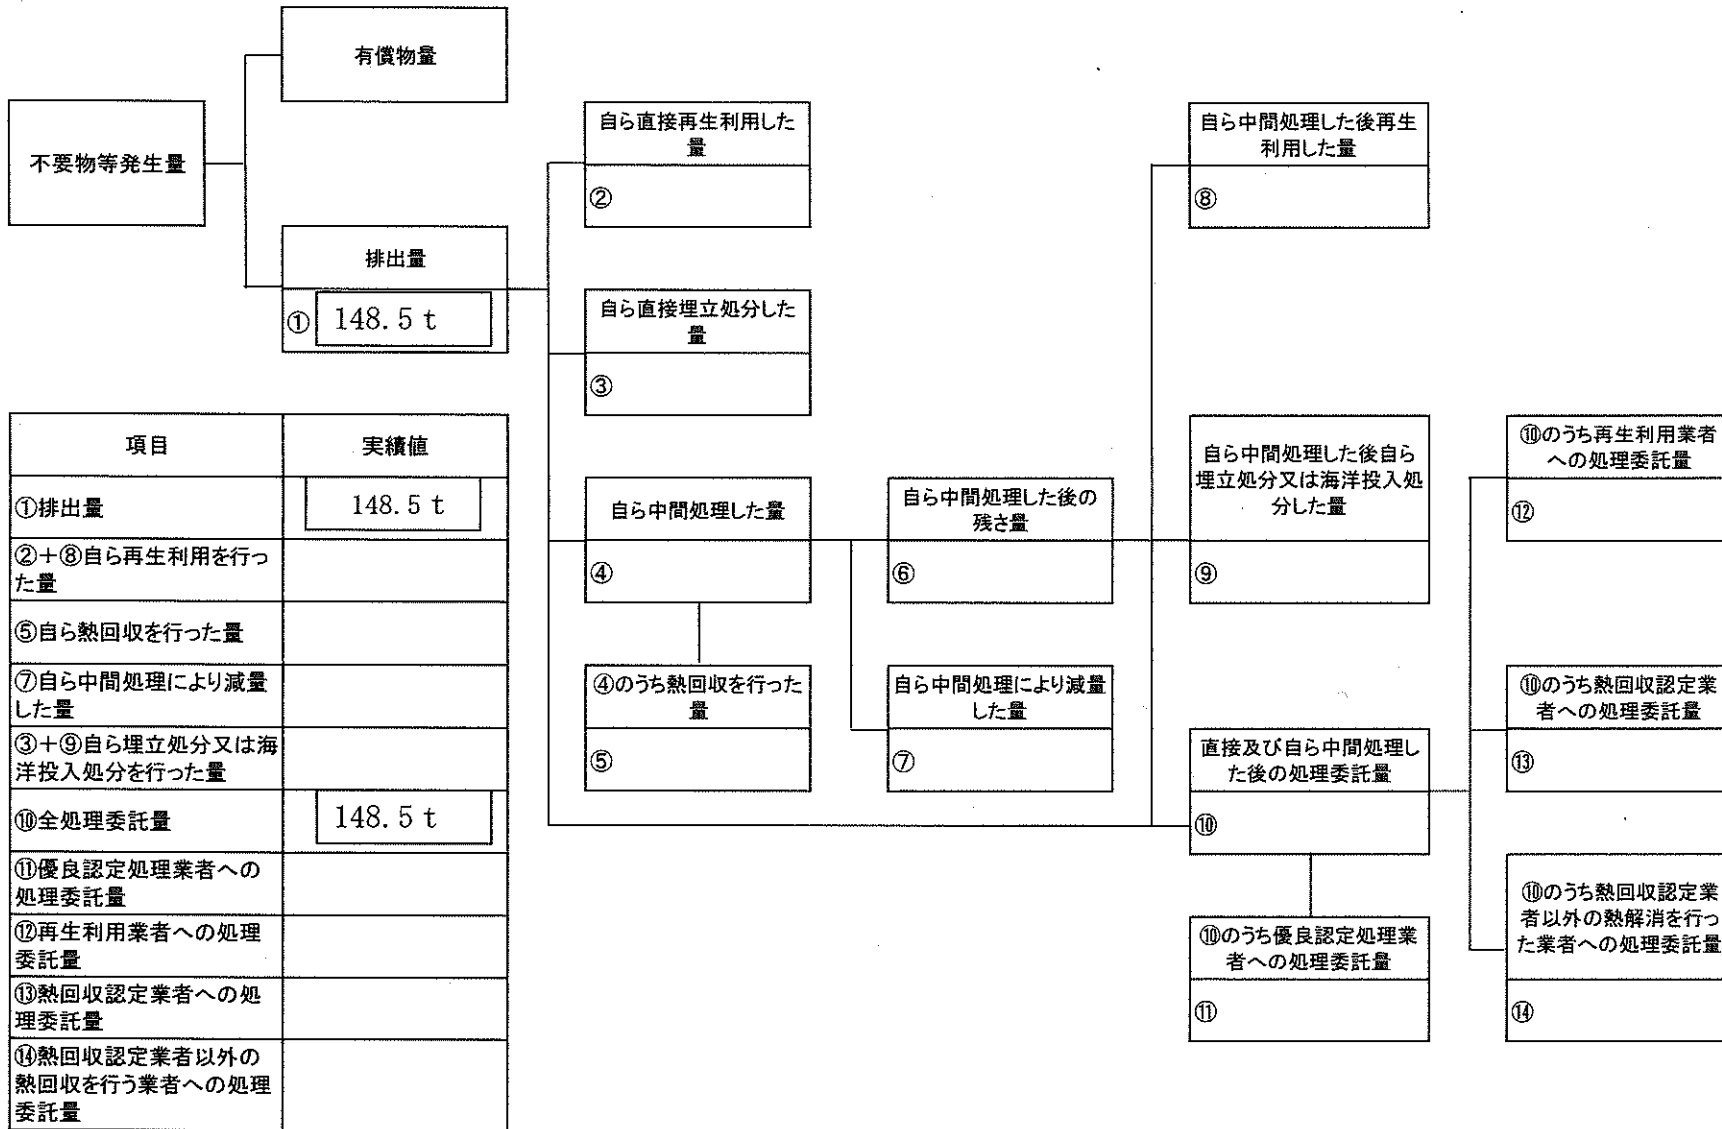 有償物量
不要物等発生量
排出量
① 148.5 t
自ら直接再生利用した
量
②
自ら直接埋立処分した
量
③
自ら中間処理した量
④
④のうち熱回収を行った
量
⑤
自ら中間処理した後の
残さ量
⑥
自ら中間処理により減量
した量
⑦
自ら中間処理した後再生
利用した量
⑧
自ら中間処理した後自ら
埋立処分又は海洋投入処
分した量
⑨
直接及び自ら中間処理し
た後の処理委託量
⑩
⑩のうち優良認定処理業
者への処理委託量
⑪
⑩のうち再生利用業者
への処理委託量
⑫
⑩のうち熱回収認定業
者への処理委託量
⑬
⑩のうち熱回収認定業
者以外の熱解消を行っ
た業者への処理委託量
⑭
項目 実績値
①排出量 148.5 t
②+⑧自ら再生利用を行っ
た量
⑤自ら熱回収を行った量
⑦自ら中間処理により減量
した量
③+⑨自ら埋立処分又は海
洋投入処分を行った量
⑩全処理委託量 148.5 t
⑪優良認定処理業者への
処理委託量
⑫再生利用業者への処理
委託量
⑬熱回収認定業者への処
理委託量
⑭熱回収認定業者以外の
熱回収を行う業者への処理
委託量